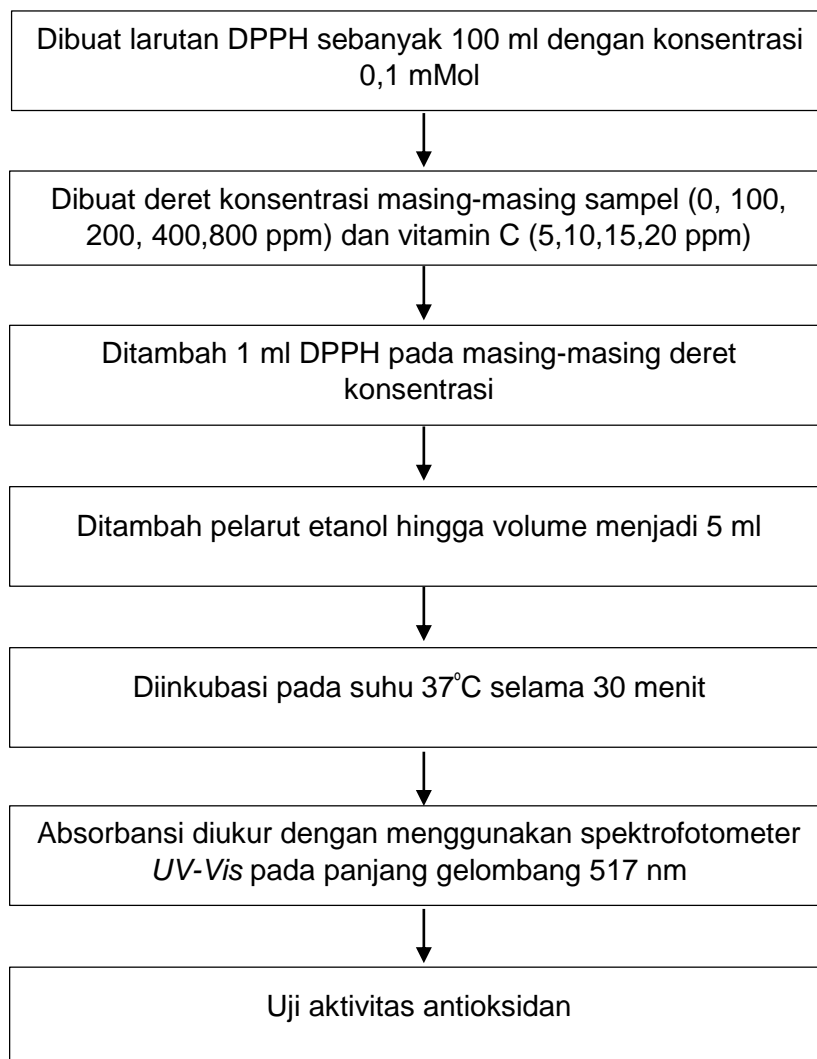 Dibuat larutan DPPH sebanyak 100 ml dengan konsentrasi
0,1 mMol
Dibuat deret konsentrasi masing-masing sampel (0, 100,
200, 400,800 ppm) dan vitamin C (5,10,15,20 ppm)
Ditambah 1 ml DPPH pada masing-masing deret
konsentrasi
Ditambah pelarut etanol hingga volume menjadi 5 ml
Diinkubasi pada suhu 37°C selama 30 menit
Absorbansi diukur dengan menggunakan spektrofotometer
UV-Vis pada panjang gelombang 517 nm
Uji aktivitas antioksidan